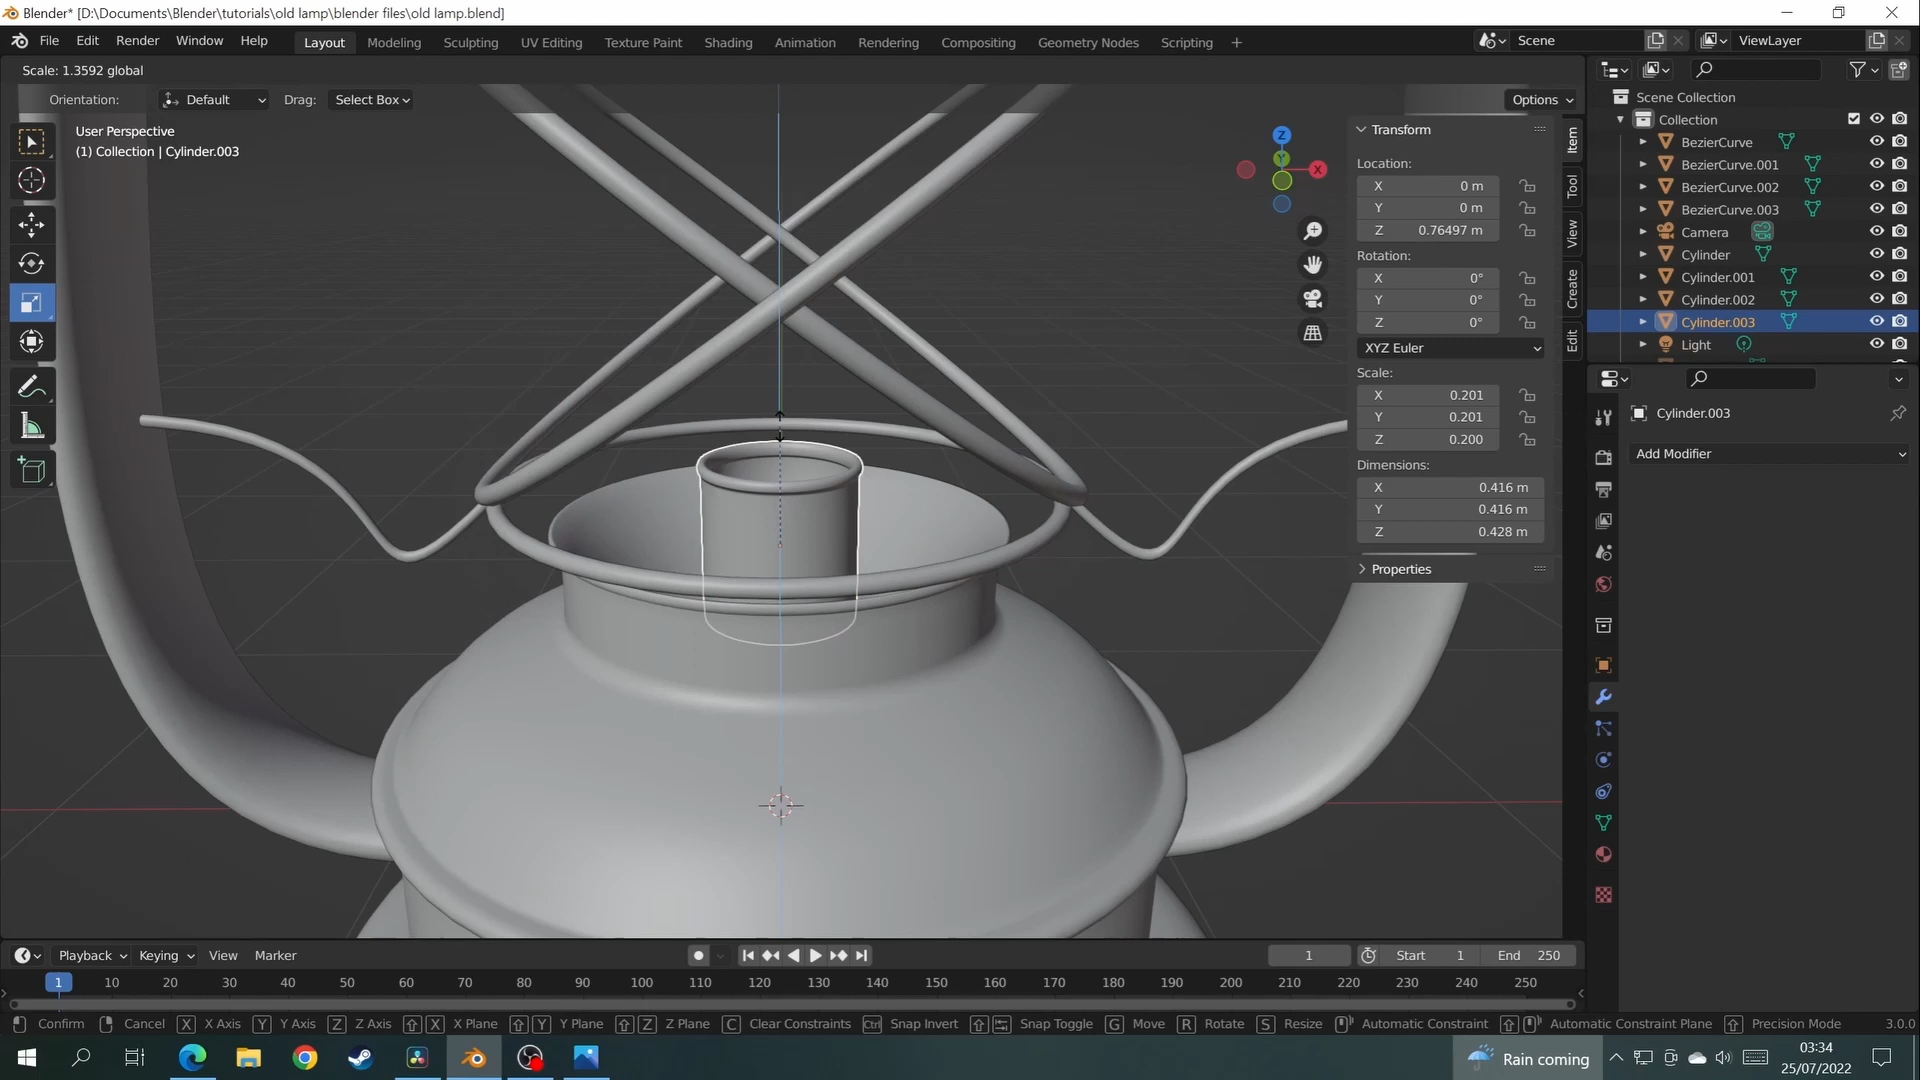 Blender* [D:\Documents\Blender\tutorials\old lamp\blender files\old lamp.blend]
File Edit Render Window Help Layout Modeling Sculpting UV Editing Texture Paint Shading Animation Rendering Compositing Geometry Nodes Scripting + Scene ViewLayer
Scale: 1.3592 global
Orientation: Default Drag: Select Box Options
User Perspective
(1) Collection | Cylinder.003
Z
Y
X
Transform
Location:
X 0 m
Y 0 m
Z 0.76497 m
Rotation:
X 0°
Y 0°
Z 0°
XYZ Euler
Scale:
X 0.201
Y 0.201
Z 0.200
Dimensions:
X 0.416 m
Y 0.416 m
Z 0.428 m
Properties
Item
Tool
View
Create
Edit
Scene Collection
Collection
BezierCurve
BezierCurve.001
BezierCurve.002
BezierCurve.003
Camera
Cylinder
Cylinder.001
Cylinder.002
Cylinder.003
Light
Cylinder.003
Add Modifier
Playback Keying View Marker 1 Start 1 End 250
1 10 20 30 40 50 60 70 80 90 100 110 120 130 140 150 160 170 180 190 200 210 220 230 240 250
Confirm Cancel X X Axis Y Y Axis Z Z Axis X X Plane Y Y Plane Z Z Plane C Clear Constraints Ctrl Snap Invert Snap Toggle G Move R Rotate S Resize Automatic Constraint Automatic Constraint Plane Precision Mode 3.0.0
Rain coming
03:34
25/07/2022